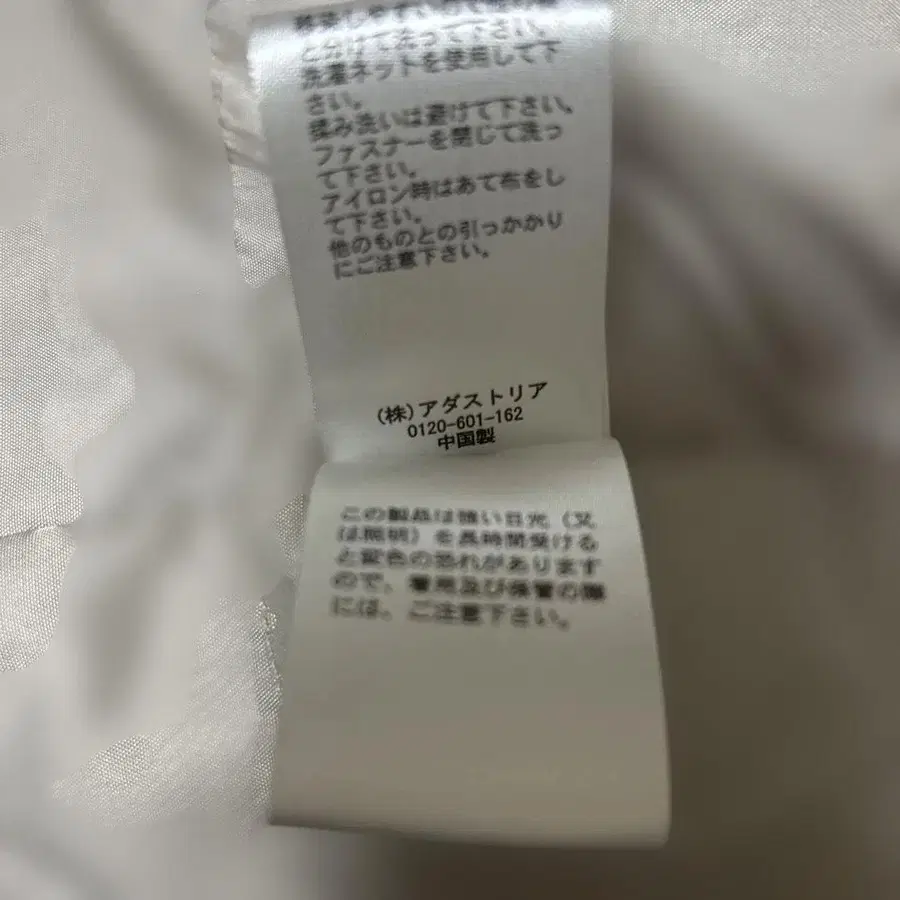 と分けて洗って下さい。
洗濯ネットを使用して下
さい。
揉み洗いは避けて下さい。
ファスナーを閉じて洗っ
て下さい。
アイロン時はあて布をし
て下さい。
他のものとの引っかかり
にご注意下さい。
(株)アダストリア
0120-601-162
中国製
この製品は強い日光（又
は照明）を長時間受ける
と変色の恐れがあります
ので、着用及び保管の際
には、ご注意下さい。